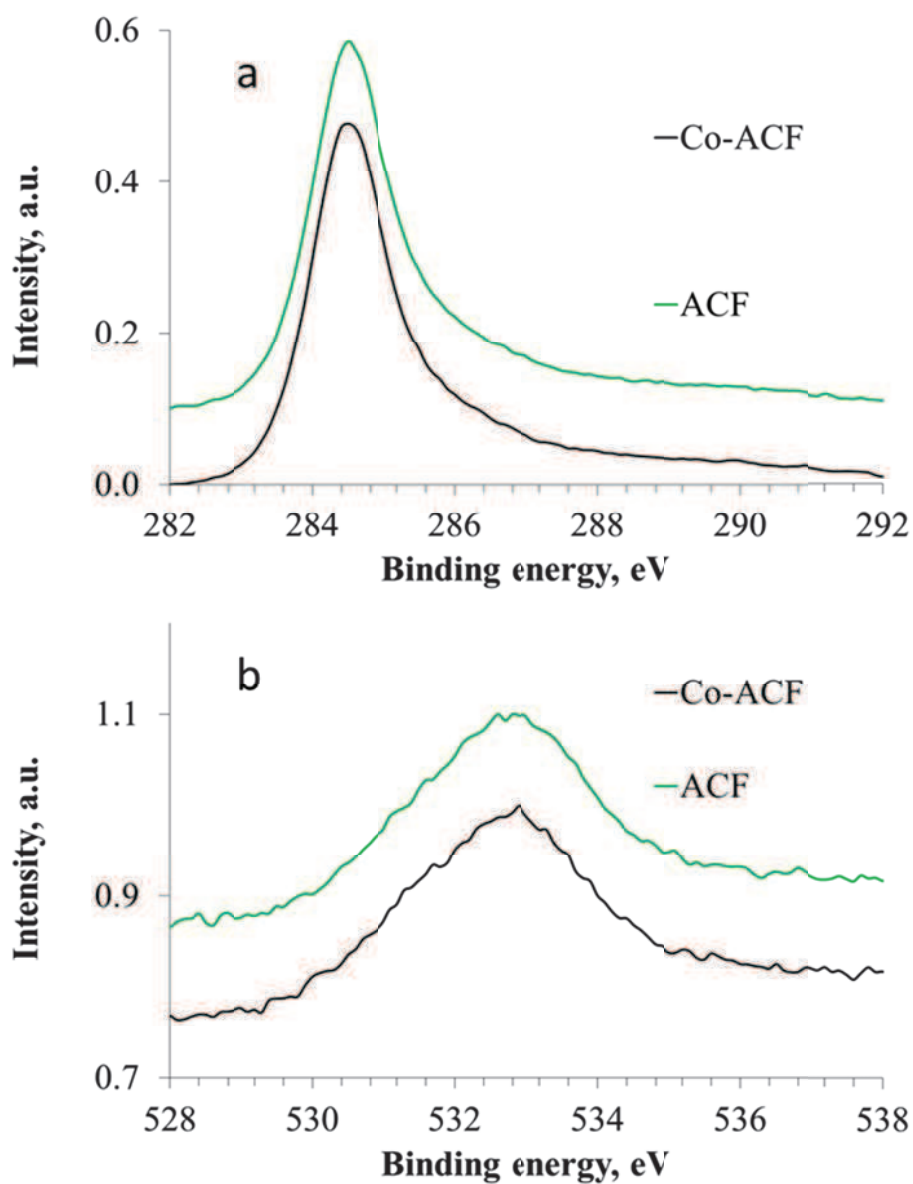 0.6
a
Co-ACF
0.4
Intensity, a.u.
ACF
0.2
0.0
282 284 286 288 290 292
Binding energy, eV
b
Co-ACF
1.1
ACF
Intensity, a.u.
0.9
0.7
528 530 532 534 536 538
Binding energy, eV